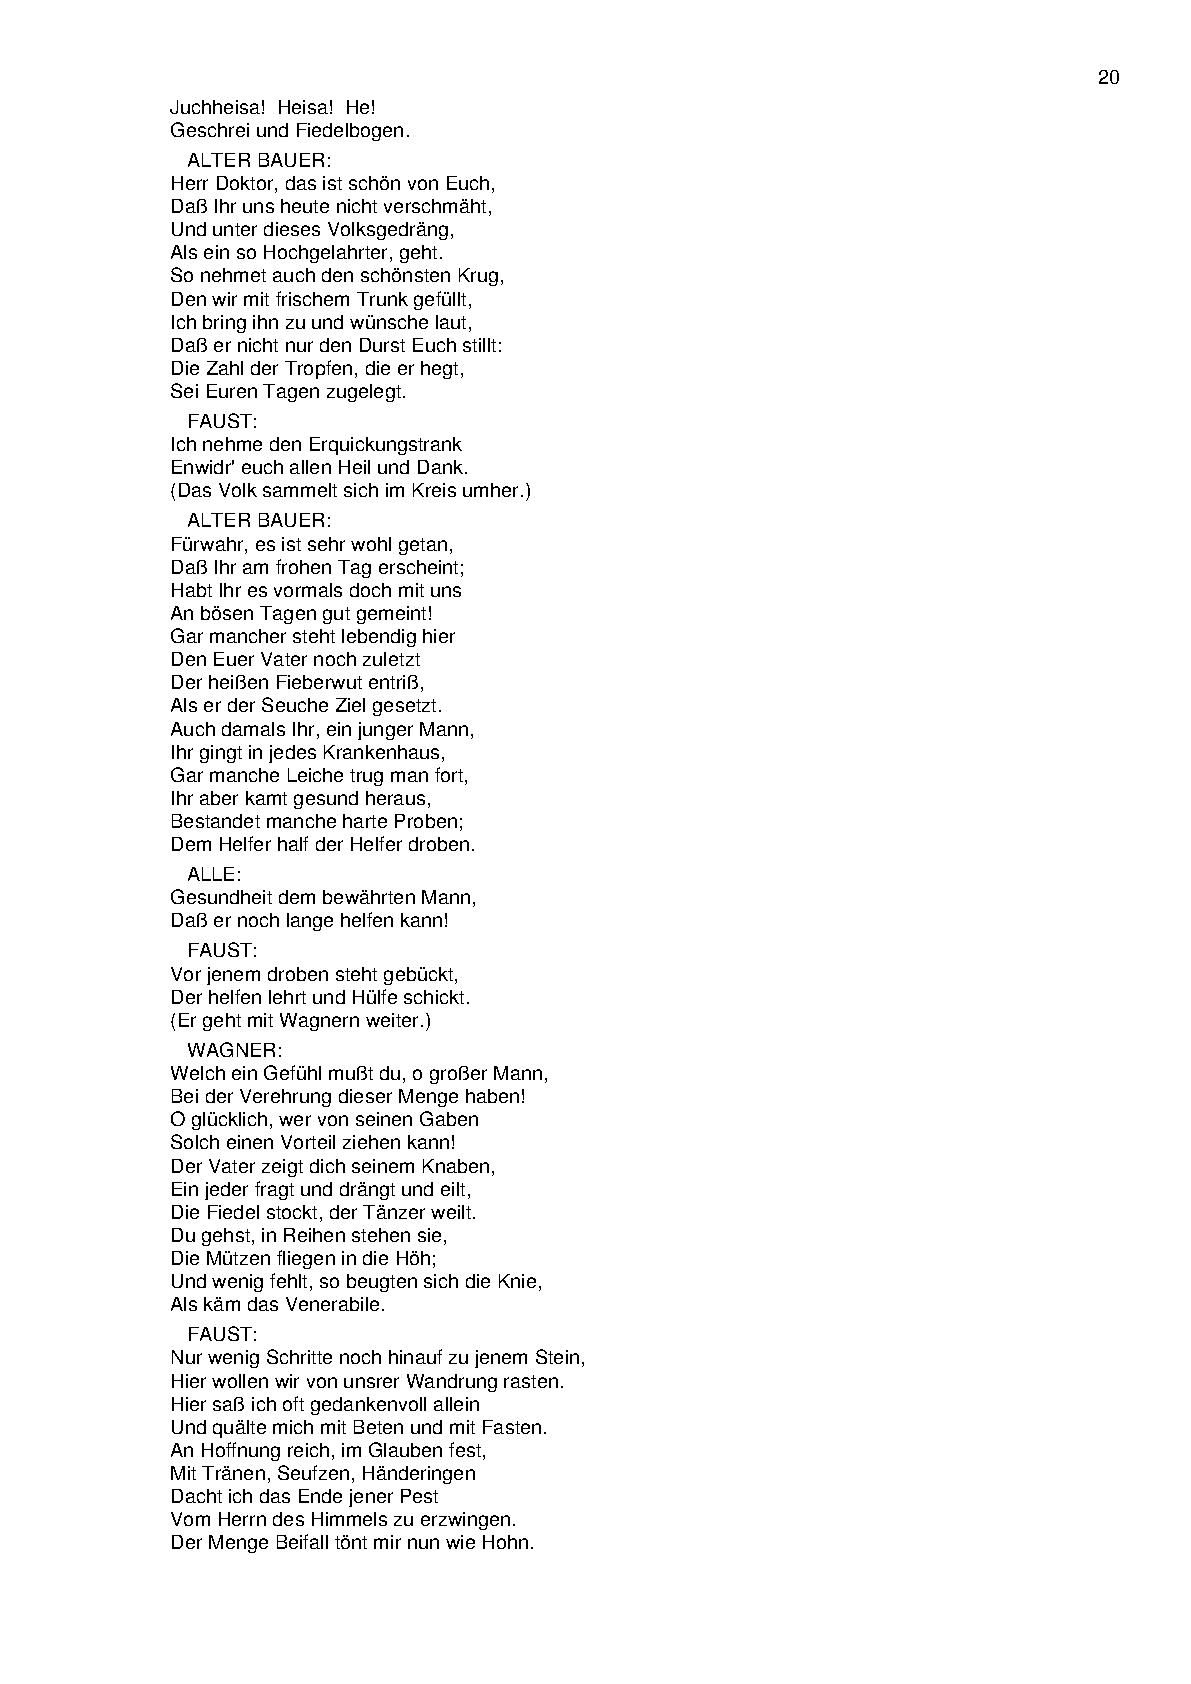 20
Juchheisa! Heisa! He!
Geschrei und Fiedelbogen.
ALTER BAUER:
Herr Doktor, das ist schön von Euch,
Daß Ihr uns heute nicht verschmäht,
Und unter dieses Volksgedräng,
Als ein so Hochgelahrter, geht.
So nehmet auch den schönsten Krug,
Den wir mit frischem Trunk gefüllt,
Ich bring ihn zu und wünsche laut,
Daß er nicht nur den Durst Euch stillt:
Die Zahl der Tropfen, die er hegt,
Sei Euren Tagen zugelegt.
FAUST:
Ich nehme den Erquickungstrank
Enwidr' euch allen Heil und Dank.
(Das Volk sammelt sich im Kreis umher.)
ALTER BAUER:
Fürwahr, es ist sehr wohl getan,
Daß Ihr am frohen Tag erscheint;
Habt Ihr es vormals doch mit uns
An bösen Tagen gut gemeint!
Gar mancher steht lebendig hier
Den Euer Vater noch zuletzt
Der heißen Fieberwut entriß,
Als er der Seuche Ziel gesetzt.
Auch damals Ihr, ein junger Mann,
Ihr gingt in jedes Krankenhaus,
Gar manche Leiche trug man fort,
Ihr aber kamt gesund heraus,
Bestandet manche harte Proben;
Dem Helfer half der Helfer droben.
ALLE:
Gesundheit dem bewährten Mann,
Daß er noch lange helfen kann!
FAUST:
Vor jenem droben steht gebückt,
Der helfen lehrt und Hülfe schickt.
(Er geht mit Wagnern weiter.)
WAGNER:
Welch ein Gefühl mußt du, o großer Mann,
Bei der Verehrung dieser Menge haben!
O glücklich, wer von seinen Gaben
Solch einen Vorteil ziehen kann!
Der Vater zeigt dich seinem Knaben,
Ein jeder fragt und drängt und eilt,
Die Fiedel stockt, der Tänzer weilt.
Du gehst, in Reihen stehen sie,
Die Mützen fliegen in die Höh;
Und wenig fehlt, so beugten sich die Knie,
Als käm das Venerabile.
FAUST:
Nur wenig Schritte noch hinauf zu jenem Stein,
Hier wollen wir von unsrer Wandrung rasten.
Hier saß ich oft gedankenvoll allein
Und quälte mich mit Beten und mit Fasten.
An Hoffnung reich, im Glauben fest,
Mit Tränen, Seufzen, Händeringen
Dacht ich das Ende jener Pest
Vom Herrn des Himmels zu erzwingen.
Der Menge Beifall tönt mir nun wie Hohn.